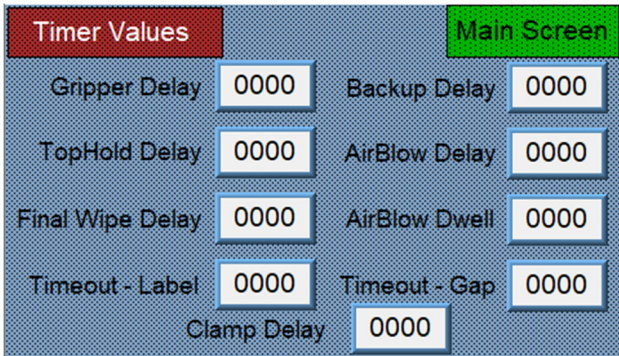 Timer Values Main Screen
Gripper Delay 0000 Backup Delay 0000
TopHold Delay 0000 AirBlow Delay 0000
Final Wipe Delay 0000 AirBlow Dwell 0000
Timeout - Label 0000 Timeout - Gap 0000
Clamp Delay 0000